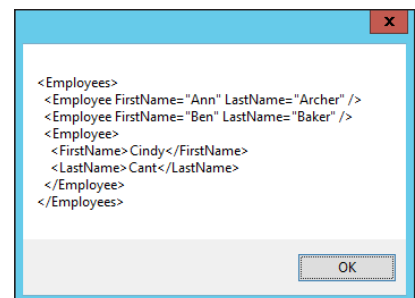 x
<Employees>
<Employee FirstName="Ann" LastName="Archer" />
<Employee FirstName="Ben" LastName="Baker" />
<Employee>
<FirstName>Cindy</FirstName>
<LastName>Cant</LastName>
</Employee>
</Employees>
OK